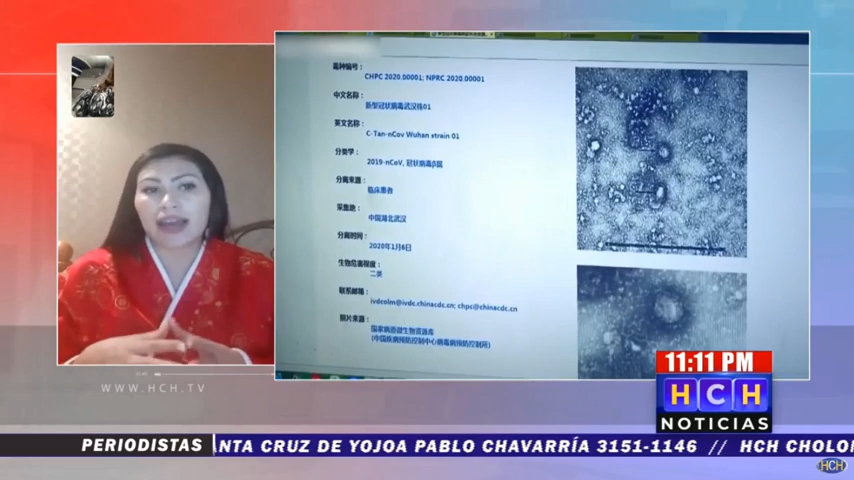 毒种编号：
CHPC 2020.00001; NPRC 2020.00001
中文名称：
新型冠状病毒武汉株01
英文名称：
C-Tan-nCov Wuhan strain 01
分类学：
2019-nCoV, 冠状病毒β属
分离来源：
临床患者
采集地：
中国湖北武汉
分离时间：
2020年1月6日
生物危害程度：
二类
联系邮箱：
ivdcolm@ivdc.chinacdc.cn; chpc@chinacdc.cn
照片来源：
国家病原微生物资源库
(中国疾病预防控制中心病毒病预防控制所)
WWW.HCH.TV
11:11 PM
HCH
NOTICIAS
PERIODISTAS
ANTA CRUZ DE YOJOA PABLO CHAVARRÍA 3151-1146 // HCH CHOLO
HCH